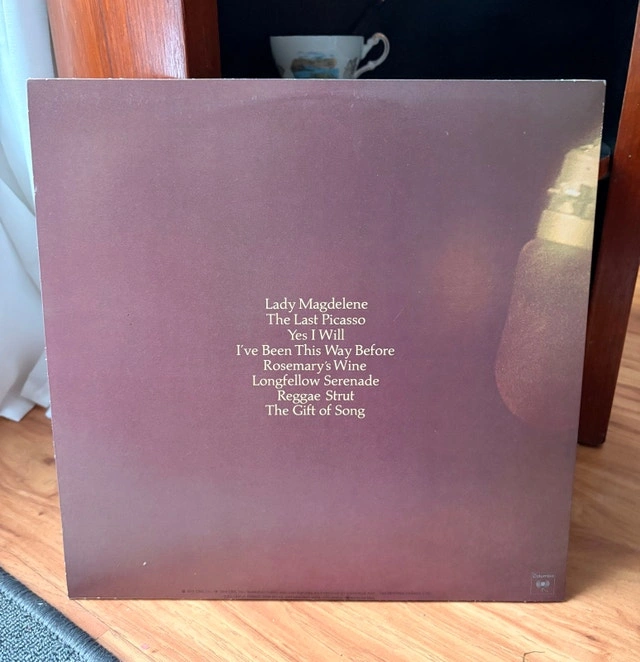 Lady Magdelene
The Last Picasso
Yes I Will
I've Been This Way Before
Rosemary's Wine
Longfellow Serenade
Reggae Strut
The Gift of Song